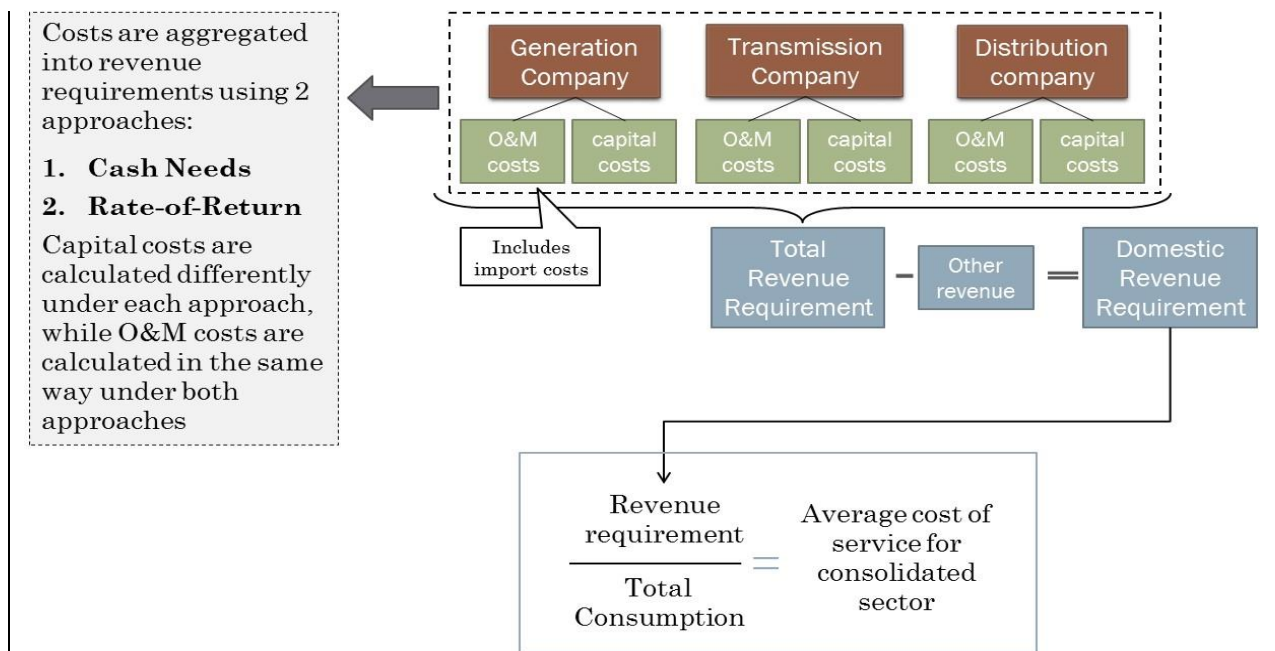 Costs are aggregated
into revenue
requirements using 2
approaches:
1. Cash Needs
2. Rate-of-Return
Capital costs are
calculated differently
under each approach,
while O&M costs are
calculated in the same
way under both
approaches
Generation
Company
Transmission
Company
Distribution
company
O&M
costs
capital
costs
O&M
costs
capital
costs
O&M
costs
capital
costs
Includes
import costs
Total
Revenue
Requirement
–
Other
revenue
=
Domestic
Revenue
Requirement
Revenue
requirement
Total
Consumption
=
Average cost of
service for
consolidated
sector